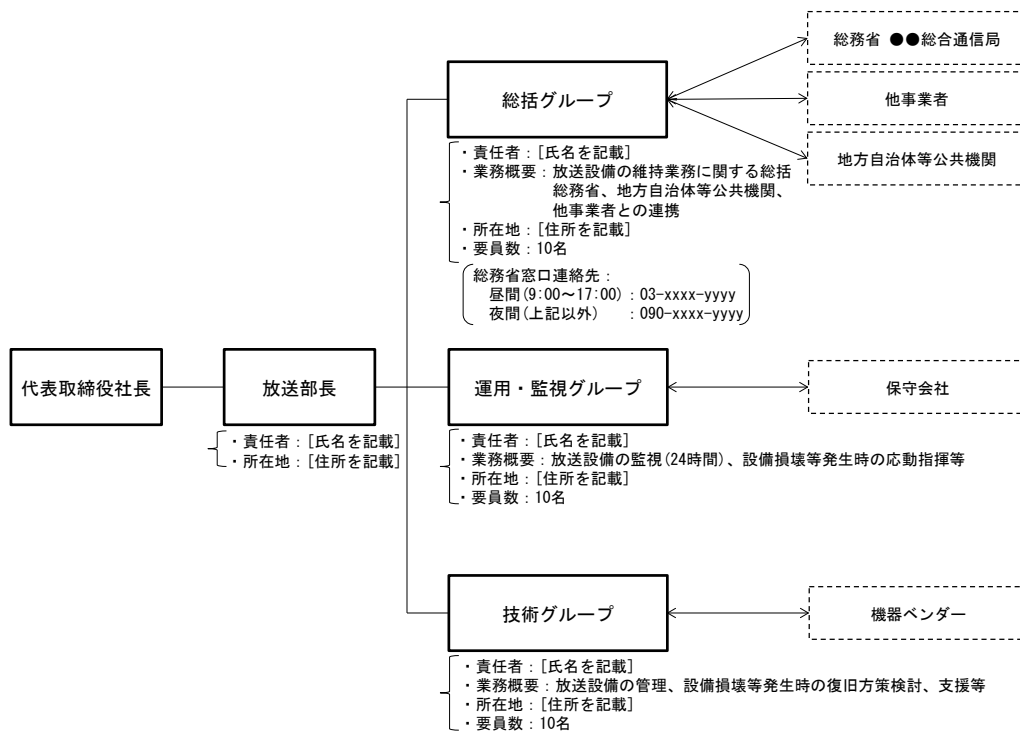 総務省 ●●総合通信局
総括グループ
他事業者
地方自治体等公共機関
・責任者：[氏名を記載]
・業務概要：放送設備の維持業務に関する総括
総務省、地方自治体等公共機関、
他事業者との連携
・所在地：[住所を記載]
・要員数：10名
総務省窓口連絡先：
昼間(9:00～17:00)：03-xxxx-yyyy
夜間(上記以外)　：090-xxxx-yyyy
代表取締役社長
放送部長
運用・監視グループ
保守会社
・責任者：[氏名を記載]
・所在地：[住所を記載]
・責任者：[氏名を記載]
・業務概要：放送設備の監視(24時間)、設備損壊等発生時の応動指揮等
・所在地：[住所を記載]
・要員数：10名
技術グループ
機器ベンダー
・責任者：[氏名を記載]
・業務概要：放送設備の管理、設備損壊等発生時の復旧方策検討、支援等
・所在地：[住所を記載]
・要員数：10名